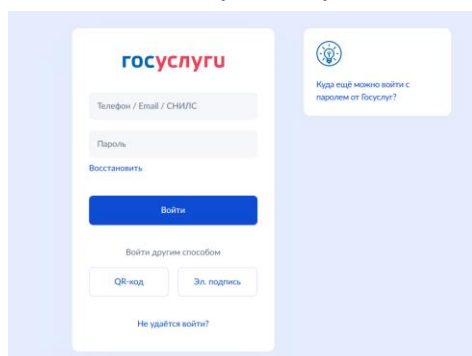 госуслуги
Телефон / Email / СНИЛС
Пароль
Восстановить
Войти
Войти другим способом
QR-код
Эл. подпись
Не удаётся войти?
Куда ещё можно войти с
паролем от Госуслуг?